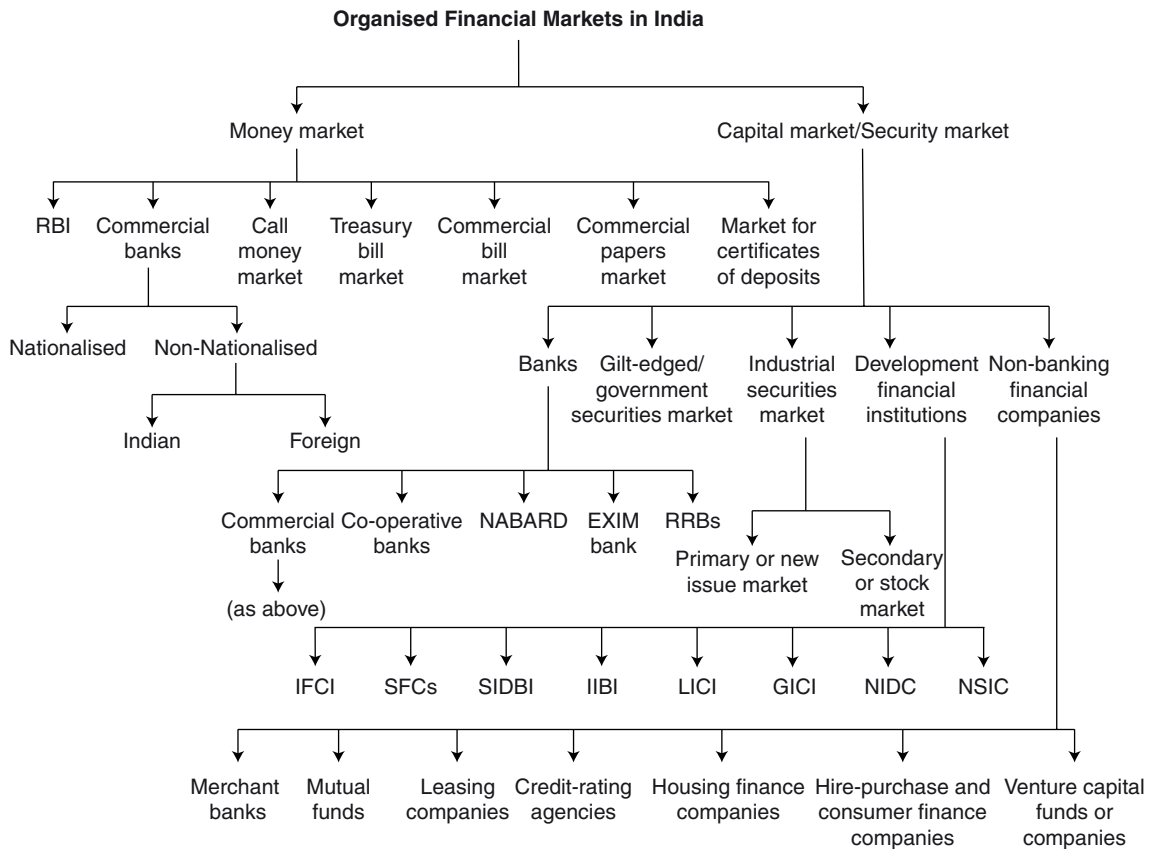 Organised Financial Markets in India
Money market
Capital market/Security market
RBI
Commercial
banks
Call
money
market
Treasury
bill
market
Commercial
bill
market
Commercial
papers
market
Market for
certificates
of deposits
Nationalised
Non-Nationalised
Indian
Foreign
Banks
Gilt-edged/
government
securities market
Industrial
securities
market
Development
financial
institutions
Non-banking
financial
companies
Commercial
banks
(as above)
Co-operative
banks
NABARD
EXIM
bank
RRBs
Primary or new
issue market
Secondary
or stock
market
IFCI
SFCs
SIDBI
IIBI
LICI
GICI
NIDC
NSIC
Merchant
banks
Mutual
funds
Leasing
companies
Credit-rating
agencies
Housing finance
companies
Hire-purchase and
consumer finance
companies
Venture capital
funds or
companies